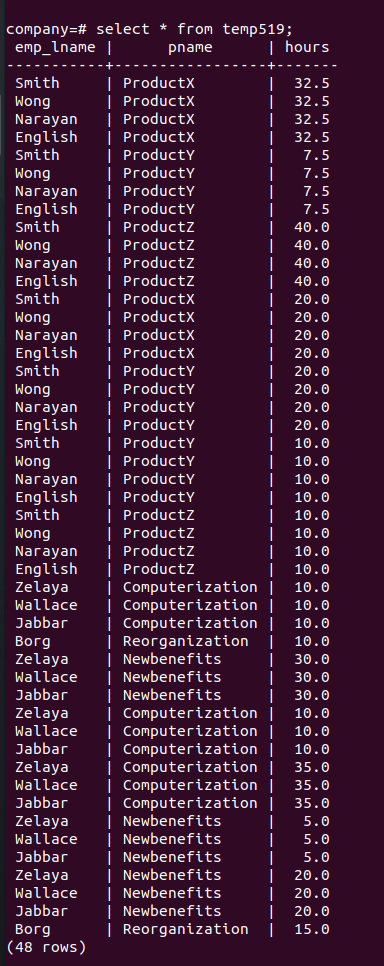 company=# select * from temp519;
 emp_lname |      pname      | hours
-----------+-----------------+-------
 Smith     | ProductX        |  32.5
 Wong      | ProductX        |  32.5
 Narayan   | ProductX        |  32.5
 English   | ProductX        |  32.5
 Smith     | ProductY        |   7.5
 Wong      | ProductY        |   7.5
 Narayan   | ProductY        |   7.5
 English   | ProductY        |   7.5
 Smith     | ProductZ        |  40.0
 Wong      | ProductZ        |  40.0
 Narayan   | ProductZ        |  40.0
 English   | ProductZ        |  40.0
 Smith     | ProductX        |  20.0
 Wong      | ProductX        |  20.0
 Narayan   | ProductX        |  20.0
 English   | ProductX        |  20.0
 Smith     | ProductY        |  20.0
 Wong      | ProductY        |  20.0
 Narayan   | ProductY        |  20.0
 English   | ProductY        |  20.0
 Smith     | ProductY        |  10.0
 Wong      | ProductY        |  10.0
 Narayan   | ProductY        |  10.0
 English   | ProductY        |  10.0
 Smith     | ProductZ        |  10.0
 Wong      | ProductZ        |  10.0
 Narayan   | ProductZ        |  10.0
 English   | ProductZ        |  10.0
 Zelaya    | Computerization |  10.0
 Wallace   | Computerization |  10.0
 Jabbar    | Computerization |  10.0
 Borg      | Reorganization  |  10.0
 Zelaya    | Newbenefits     |  30.0
 Wallace   | Newbenefits     |  30.0
 Jabbar    | Newbenefits     |  30.0
 Zelaya    | Computerization |  10.0
 Wallace   | Computerization |  10.0
 Jabbar    | Computerization |  10.0
 Zelaya    | Computerization |  35.0
 Wallace   | Computerization |  35.0
 Jabbar    | Computerization |  35.0
 Zelaya    | Newbenefits     |   5.0
 Wallace   | Newbenefits     |   5.0
 Jabbar    | Newbenefits     |   5.0
 Zelaya    | Newbenefits     |  20.0
 Wallace   | Newbenefits     |  20.0
 Jabbar    | Newbenefits     |  20.0
 Borg      | Reorganization  |  15.0
(48 rows)